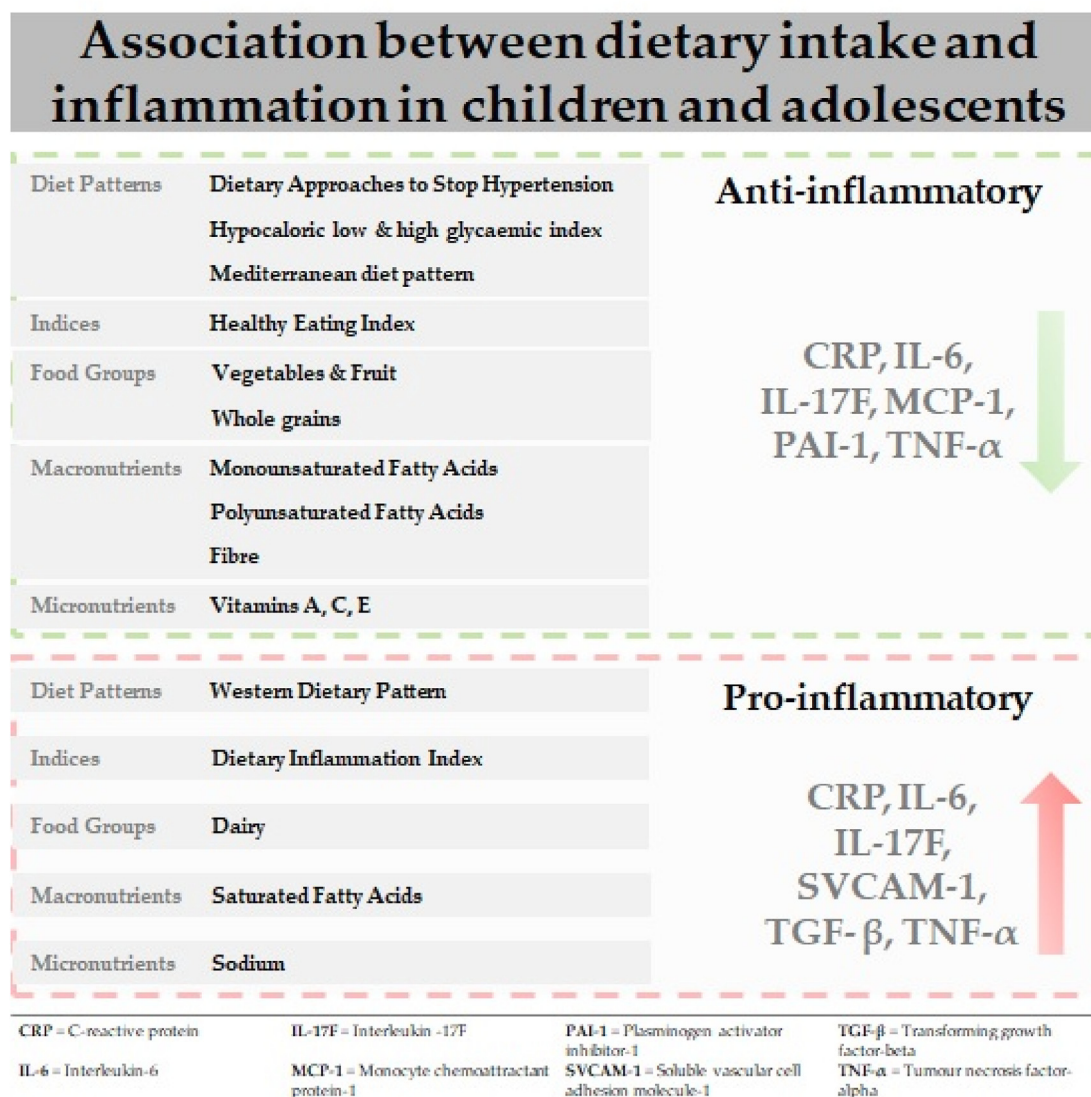 Association between dietary intake and
inflammation in children and adolescents
Diet Patterns Dietary Approaches to Stop Hypertension
Hypocaloric low & high glycaemic index
Mediterranean diet pattern
Indices Healthy Eating Index
Food Groups Vegetables & Fruit
Whole grains
Macronutrients Monounsaturated Fatty Acids
Polyunsaturated Fatty Acids
Fibre
Micronutrients Vitamins A, C, E
Anti-inflammatory
CRP, IL-6,
IL-17F, MCP-1,
PAI-1, TNF-α
Diet Patterns Western Dietary Pattern
Indices Dietary Inflammation Index
Food Groups Dairy
Macronutrients Saturated Fatty Acids
Micronutrients Sodium
Pro-inflammatory
CRP, IL-6,
IL-17F,
SVCAM-1,
TGF- β, TNF-α
CRP = C-reactive protein
IL-6 = Interleukin-6
IL-17F = Interleukin -17F
MCP-1 = Monocyte chemoattractant
protein-1
PAI-1 = Plasminogen activator
inhibitor-1
SVCAM-1 = Soluble vascular cell
adhesion molecule-1
TGF-β = Transforming growth
factor-beta
TNF-α = Tumour necrosis factor-
alpha